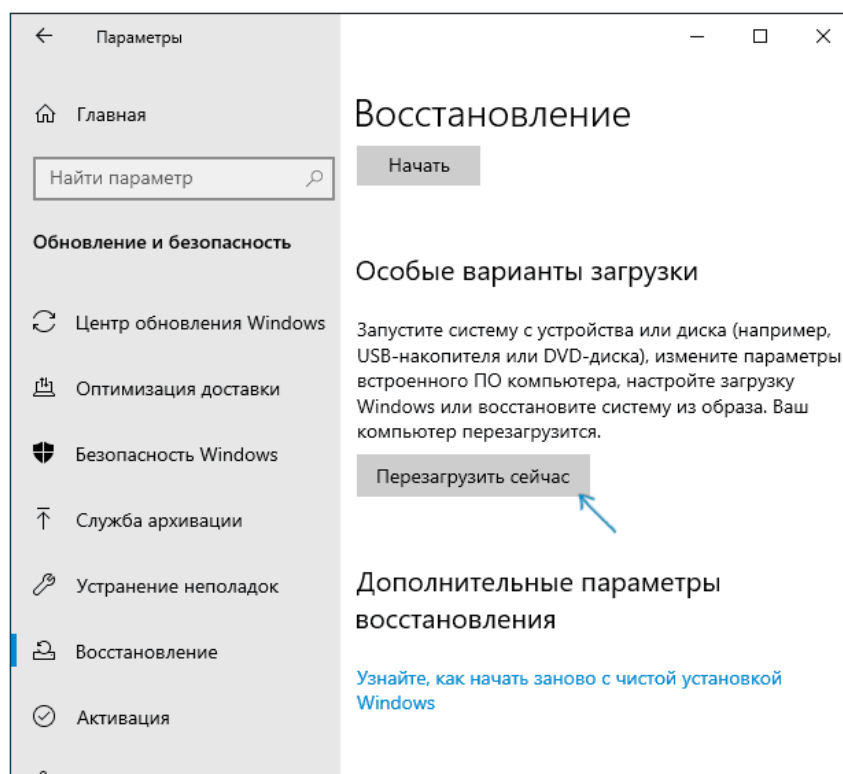 Параметры
Главная
Найти параметр
Обновление и безопасность
Центр обновления Windows
Оптимизация доставки
Безопасность Windows
Служба архивации
Устранение неполадок
Восстановление
Активация
Восстановление
Начать
Особые варианты загрузки
Запустите систему с устройства или диска (например,
USB-накопителя или DVD-диска), измените параметры
встроенного ПО компьютера, настройте загрузку
Windows или восстановите систему из образа. Ваш
компьютер перезагрузится.
Перезагрузить сейчас
Дополнительные параметры
восстановления
Узнайте, как начать заново с чистой установкой
Windows